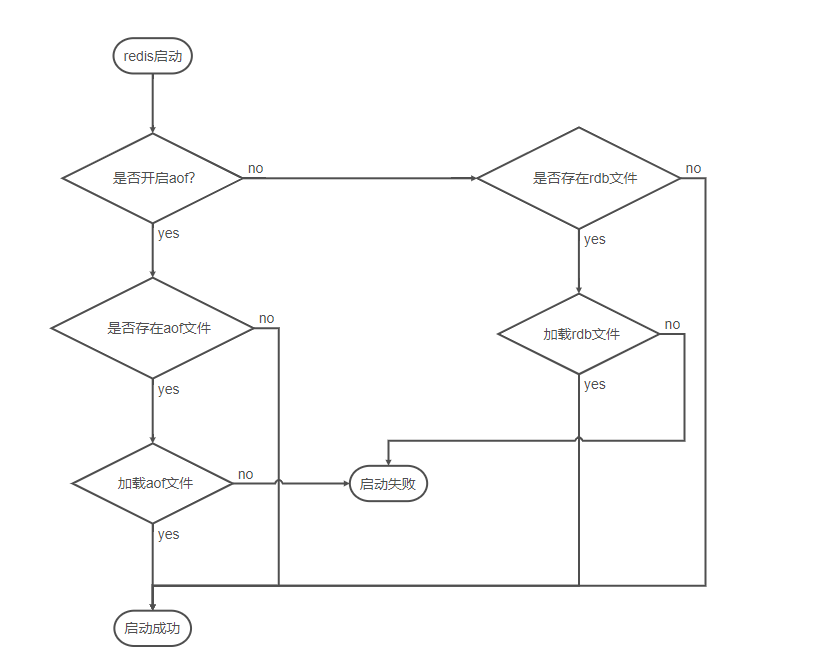 redis启动
是否开启aof?
no
是否存在rdb文件
no
yes
yes
是否存在aof文件
no
加载rdb文件
no
yes
yes
加载aof文件
no
启动失败
yes
启动成功